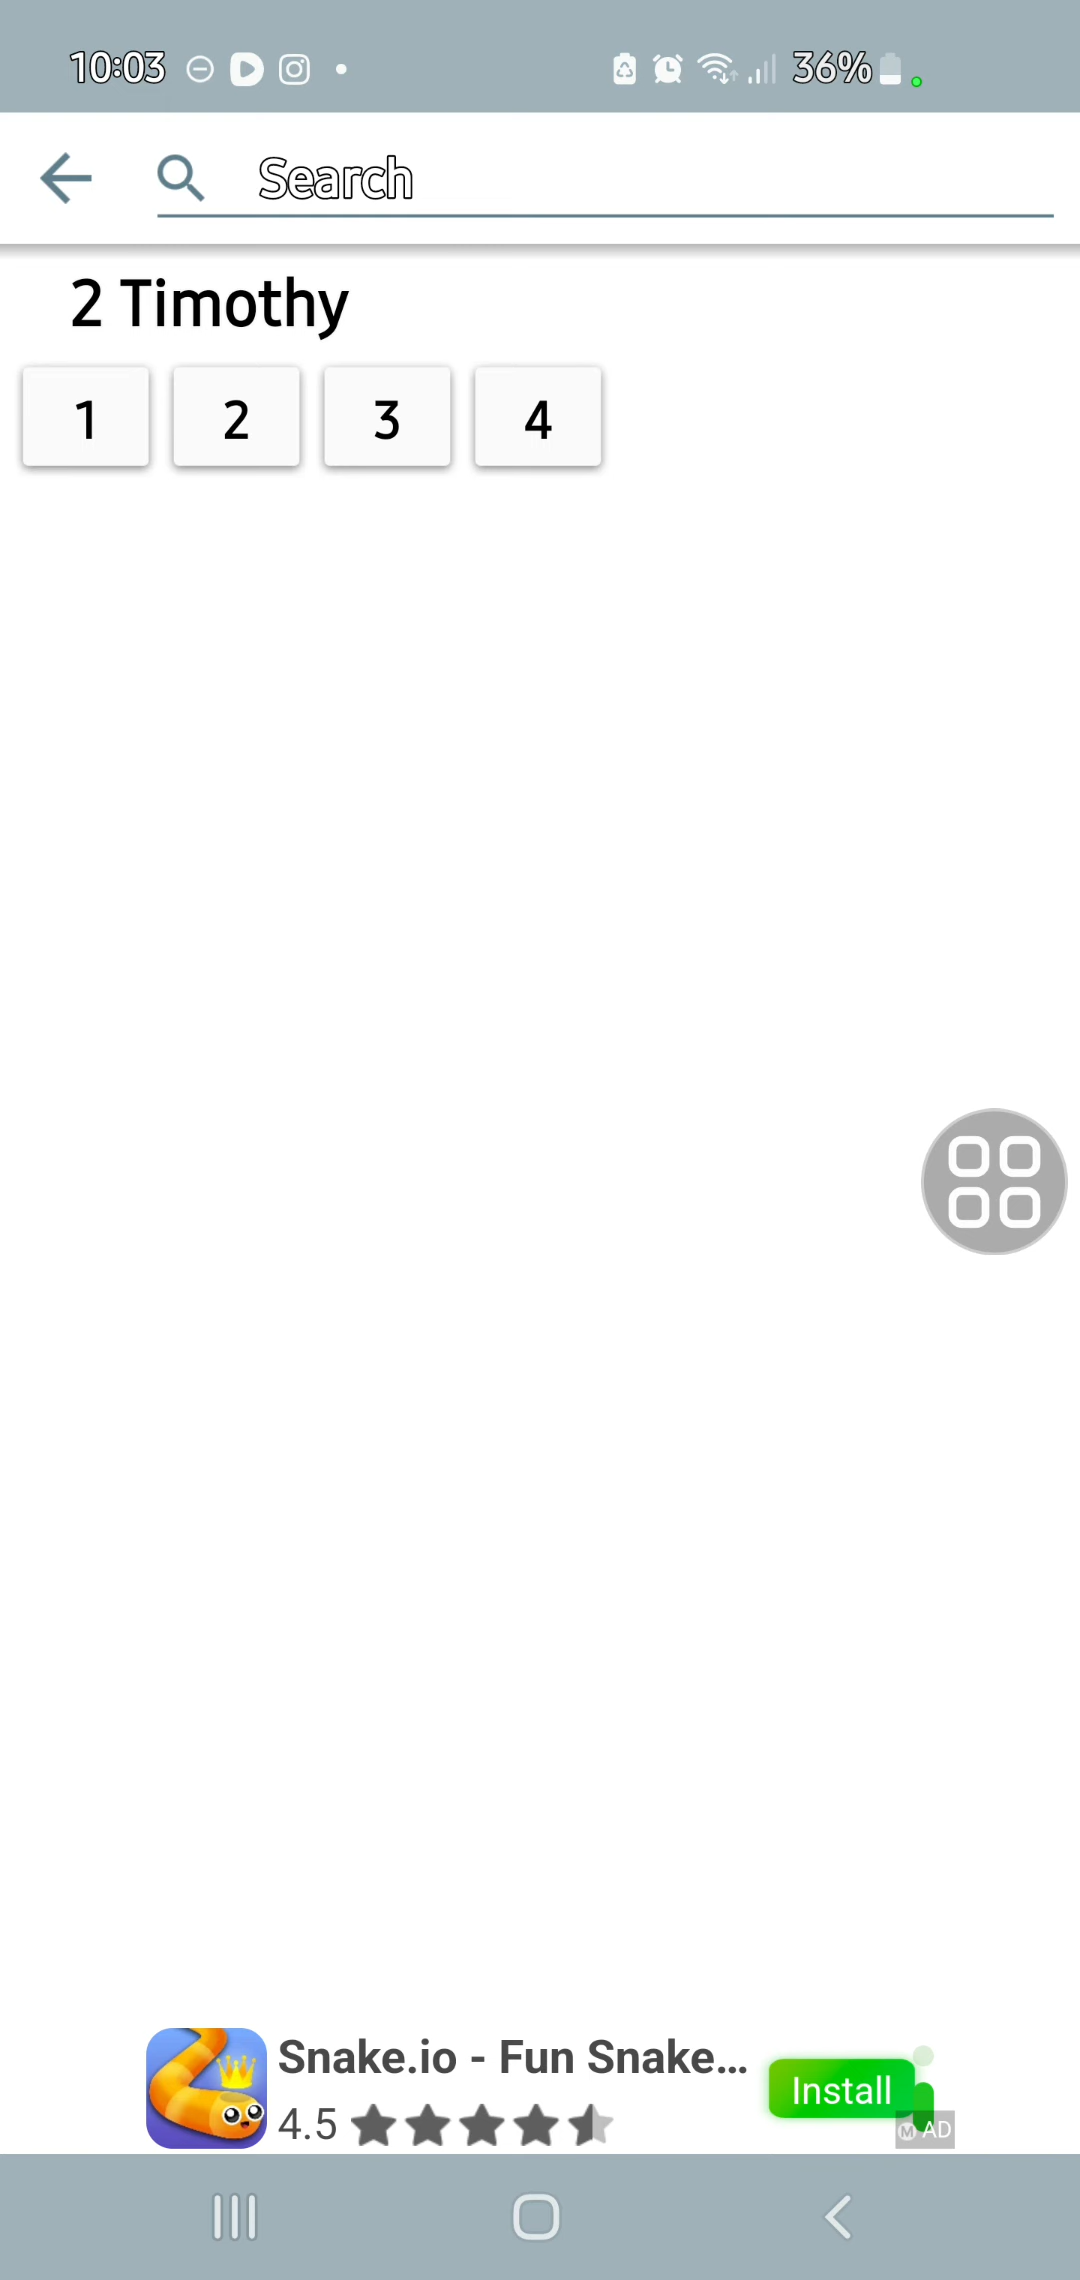 10:03 36%
Search
2 Timothy
1 2 3 4
Snake.io - Fun Snake...
4.5
Install
AD